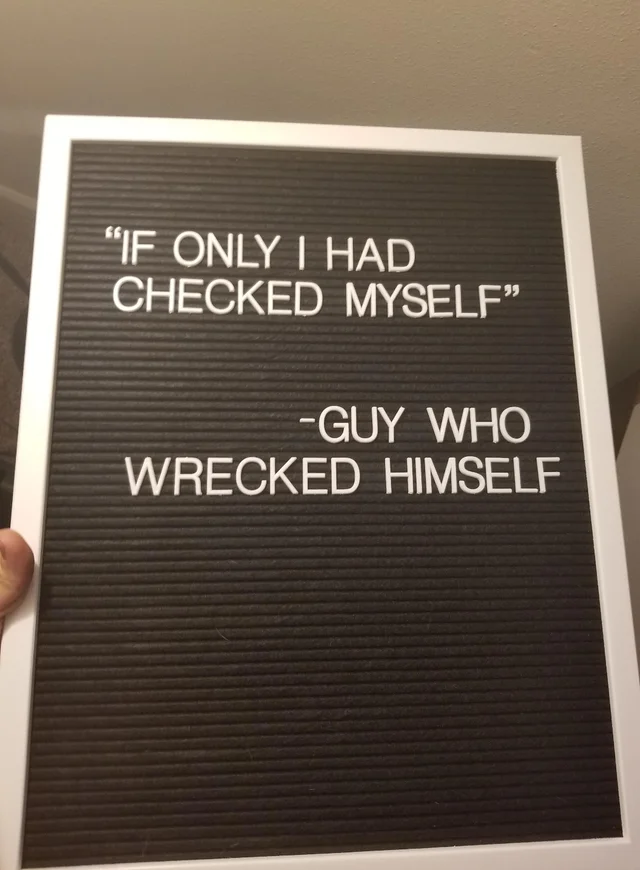 “IF ONLY I HAD
CHECKED MYSELF”
-GUY WHO
WRECKED HIMSELF